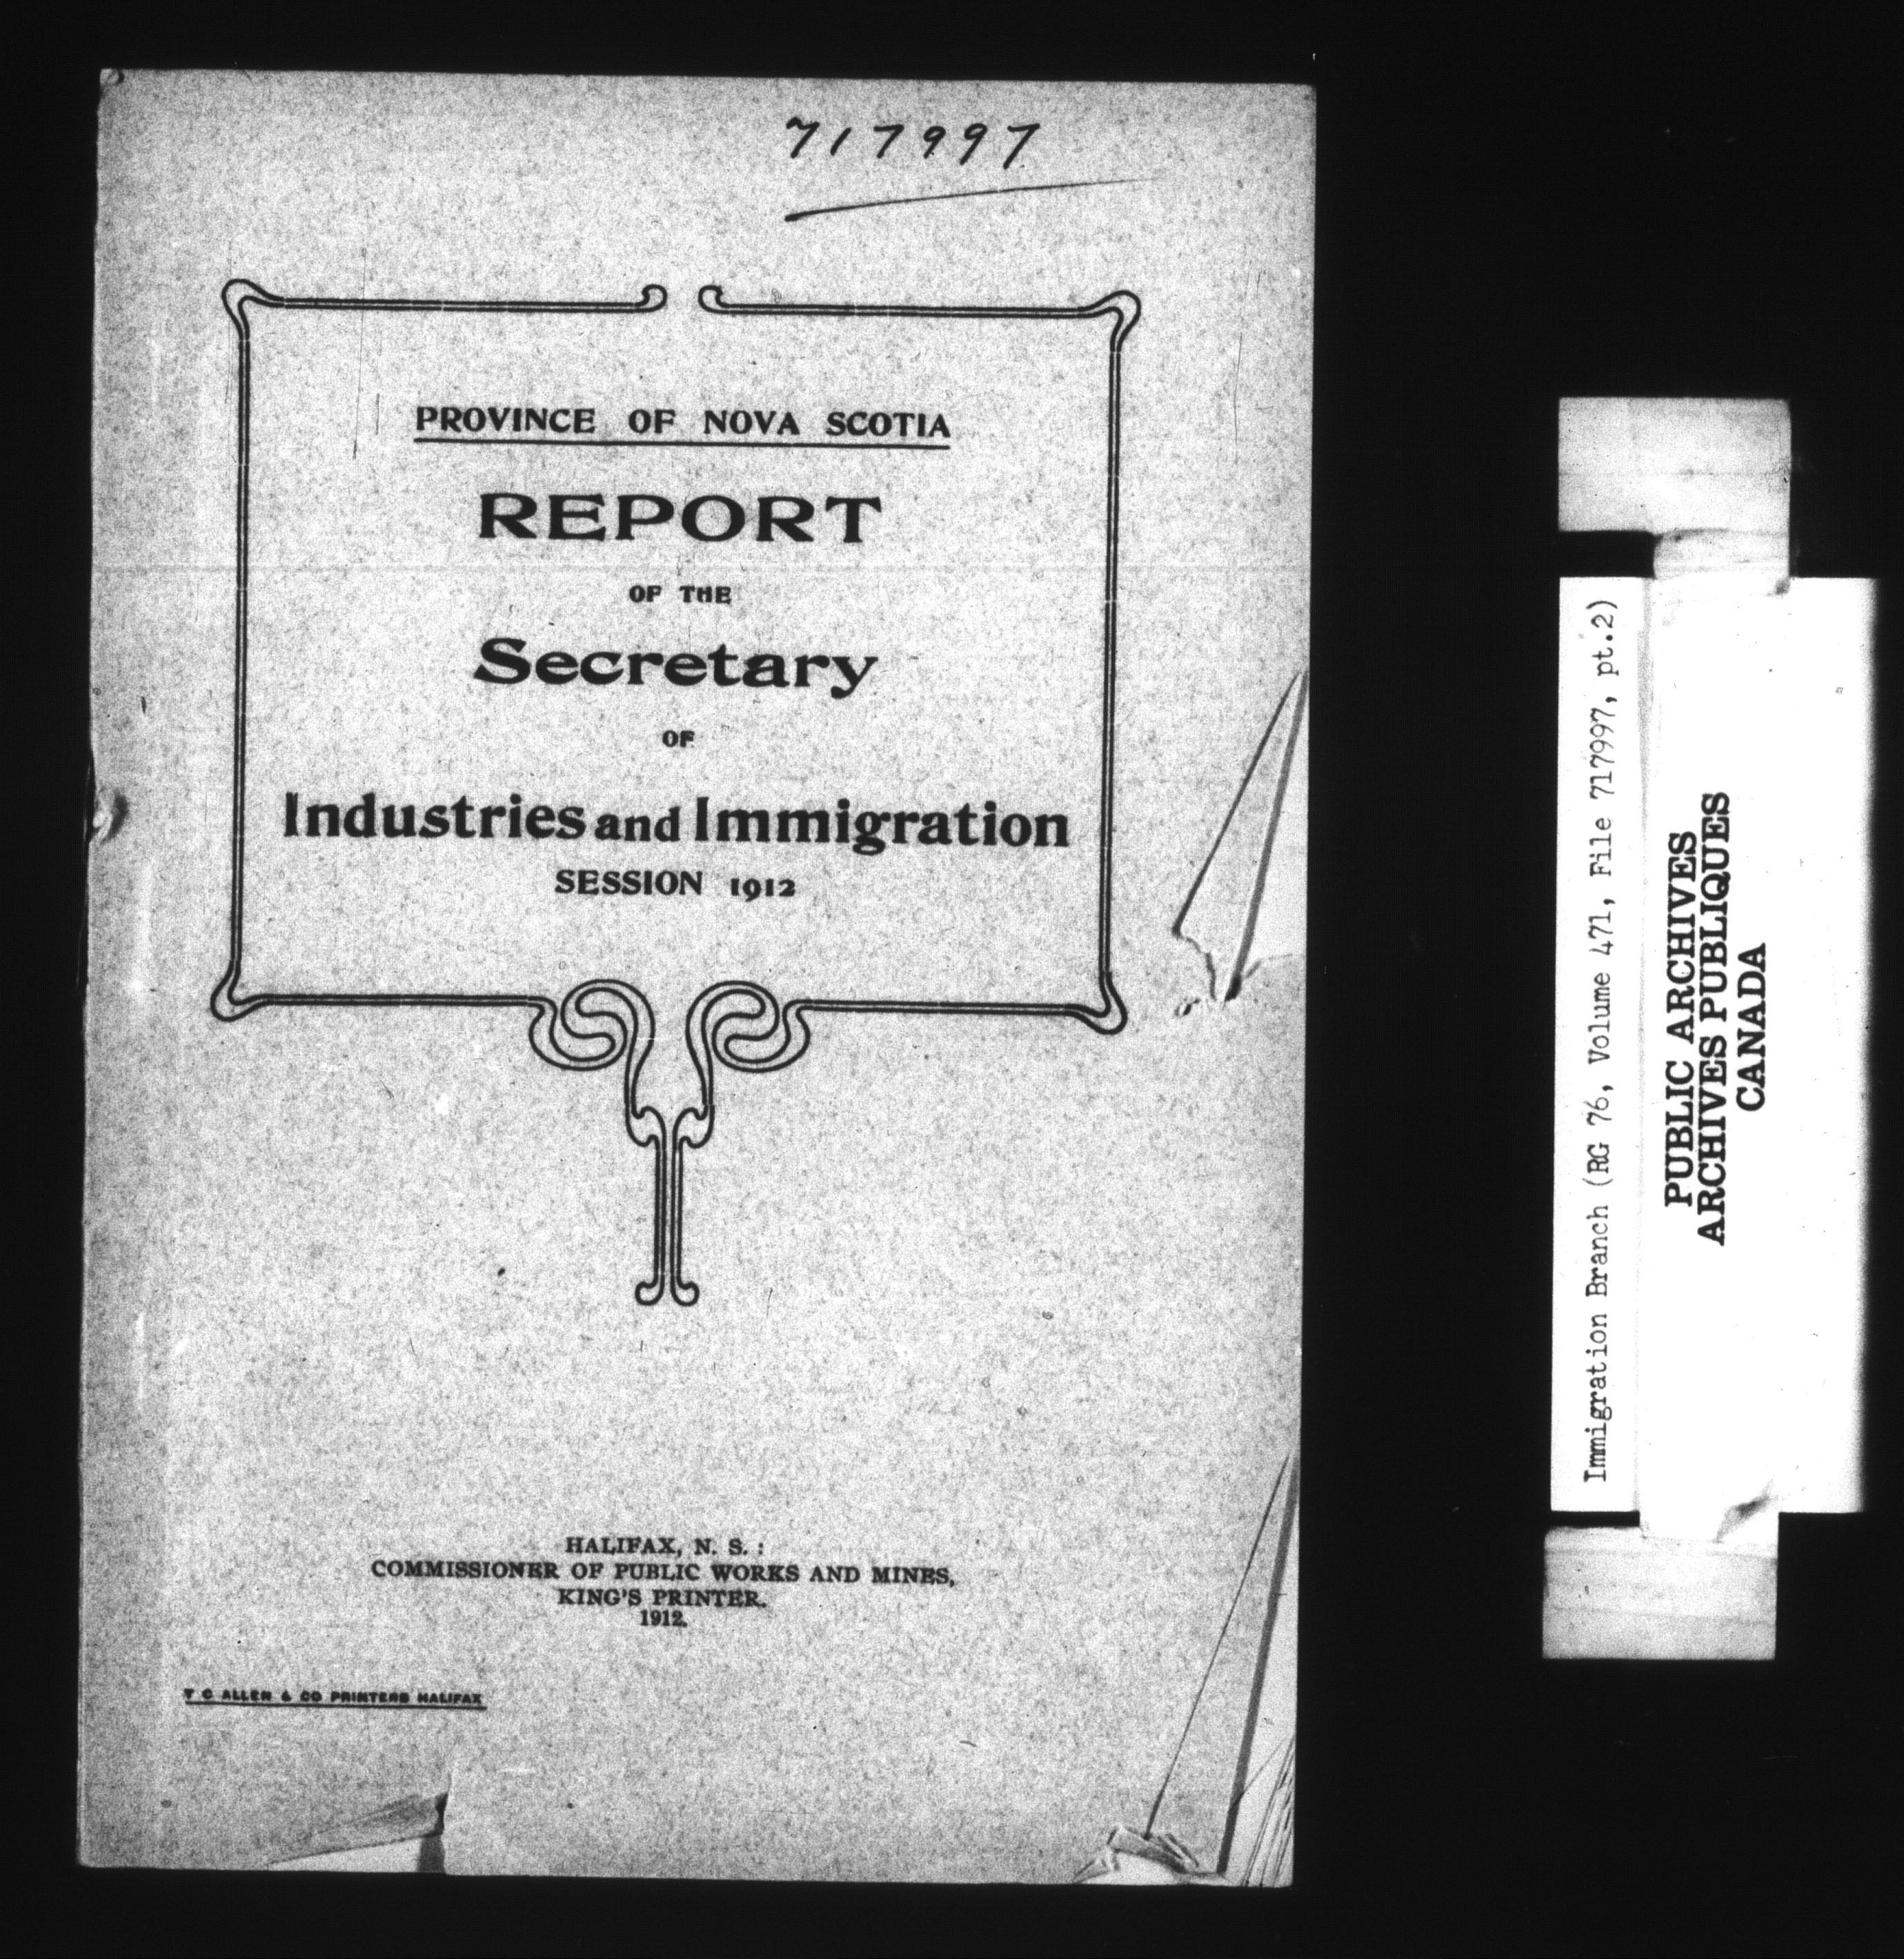 717997
PROVINCE OF NOVA SCOTIA
REPORT
OF THE
Secretary
OF
Industries and Immigration
SESSION 1912
HALIFAX, N. S. :
COMMISSIONER OF PUBLIC WORKS AND MINES,
KING'S PRINTER.
1912.
T C ALLEN & CO PRINTERS HALIFAX
Immigration Branch (RG 76, Volume 471, File 717997, pt.2)
PUBLIC ARCHIVES
ARCHIVES PUBLIQUES
CANADA